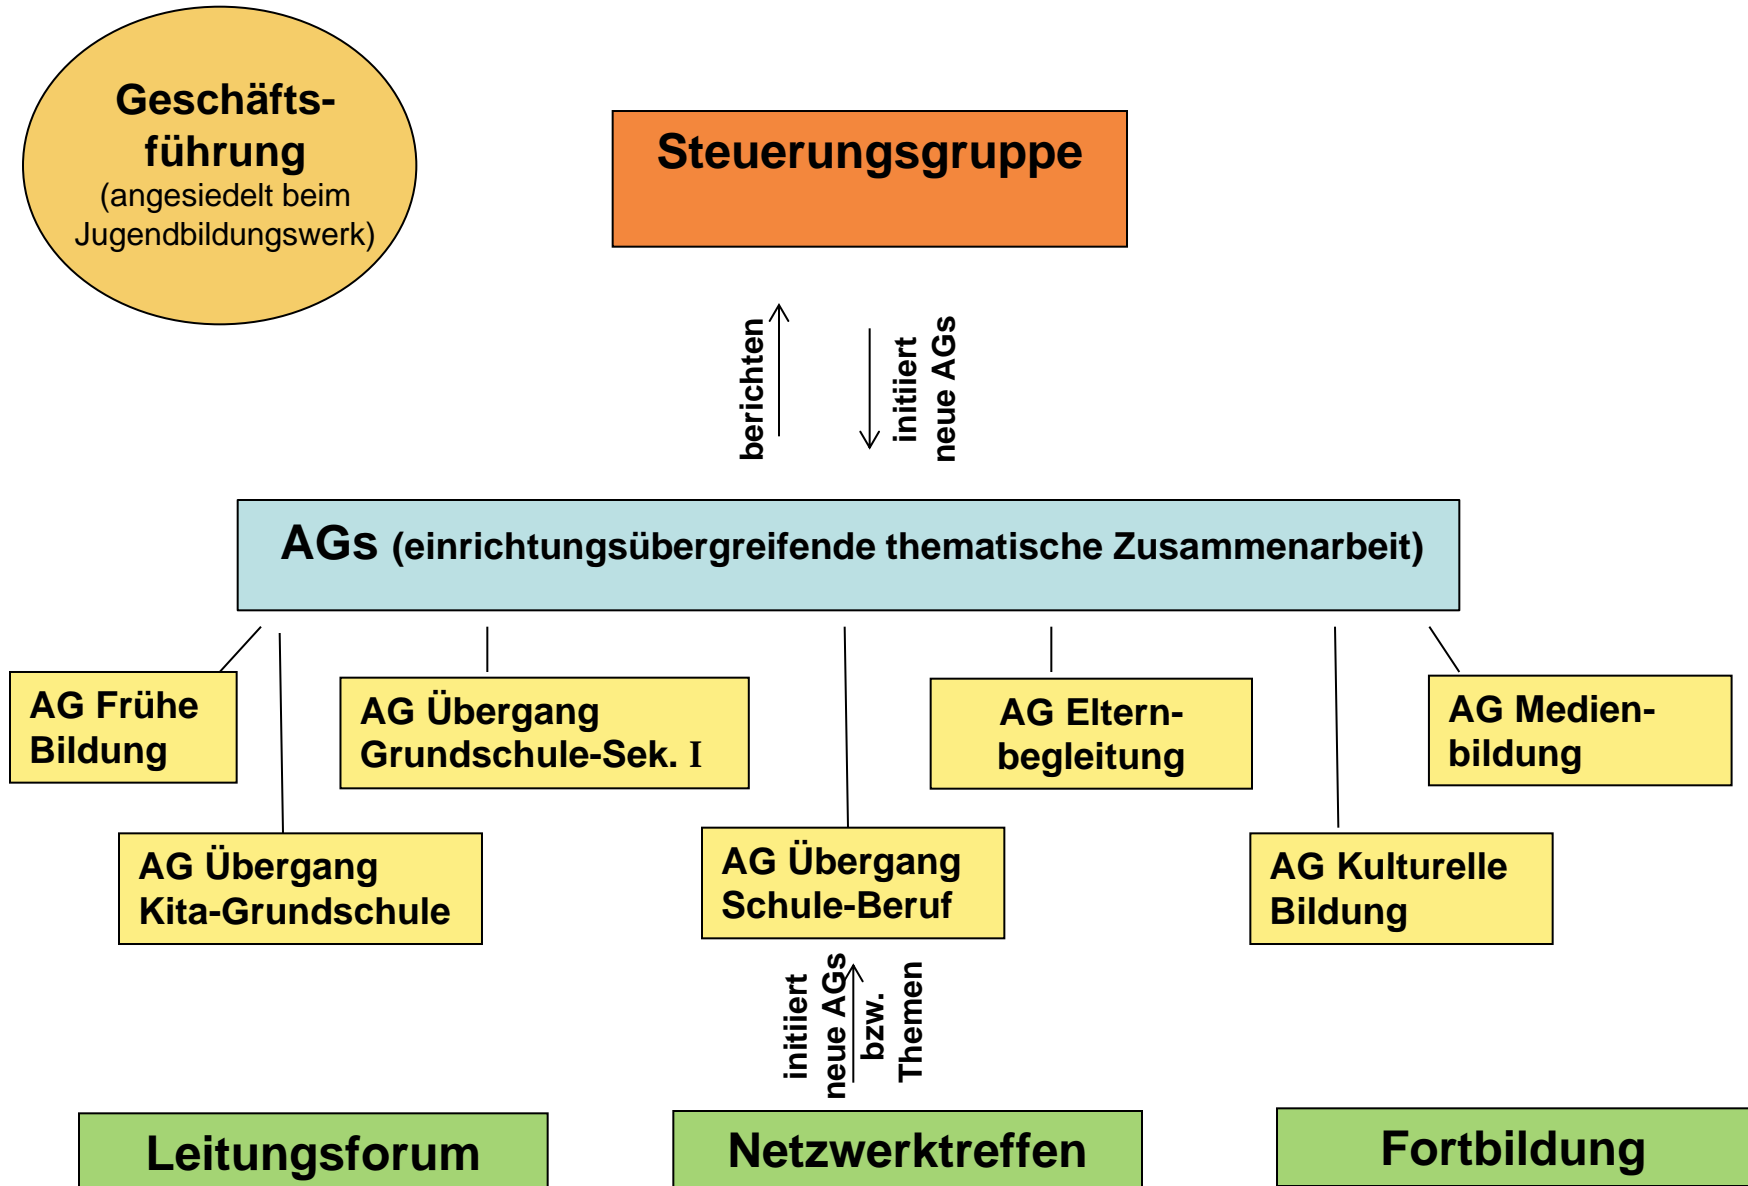 Geschäfts-
führung
(angesiedelt beim
Jugendbildungswerk)
Steuerungsgruppe
berichten
initiiert
neue AGs
AGs (einrichtungsübergreifende thematische Zusammenarbeit)
AG Frühe
Bildung
AG Übergang
Grundschule-Sek. I
AG Eltern-
begleitung
AG Medien-
bildung
AG Übergang
Kita-Grundschule
AG Übergang
Schule-Beruf
AG Kulturelle
Bildung
initiiert
neue AGs
bzw.
Themen
Leitungsforum
Netzwerktreffen
Fortbildung